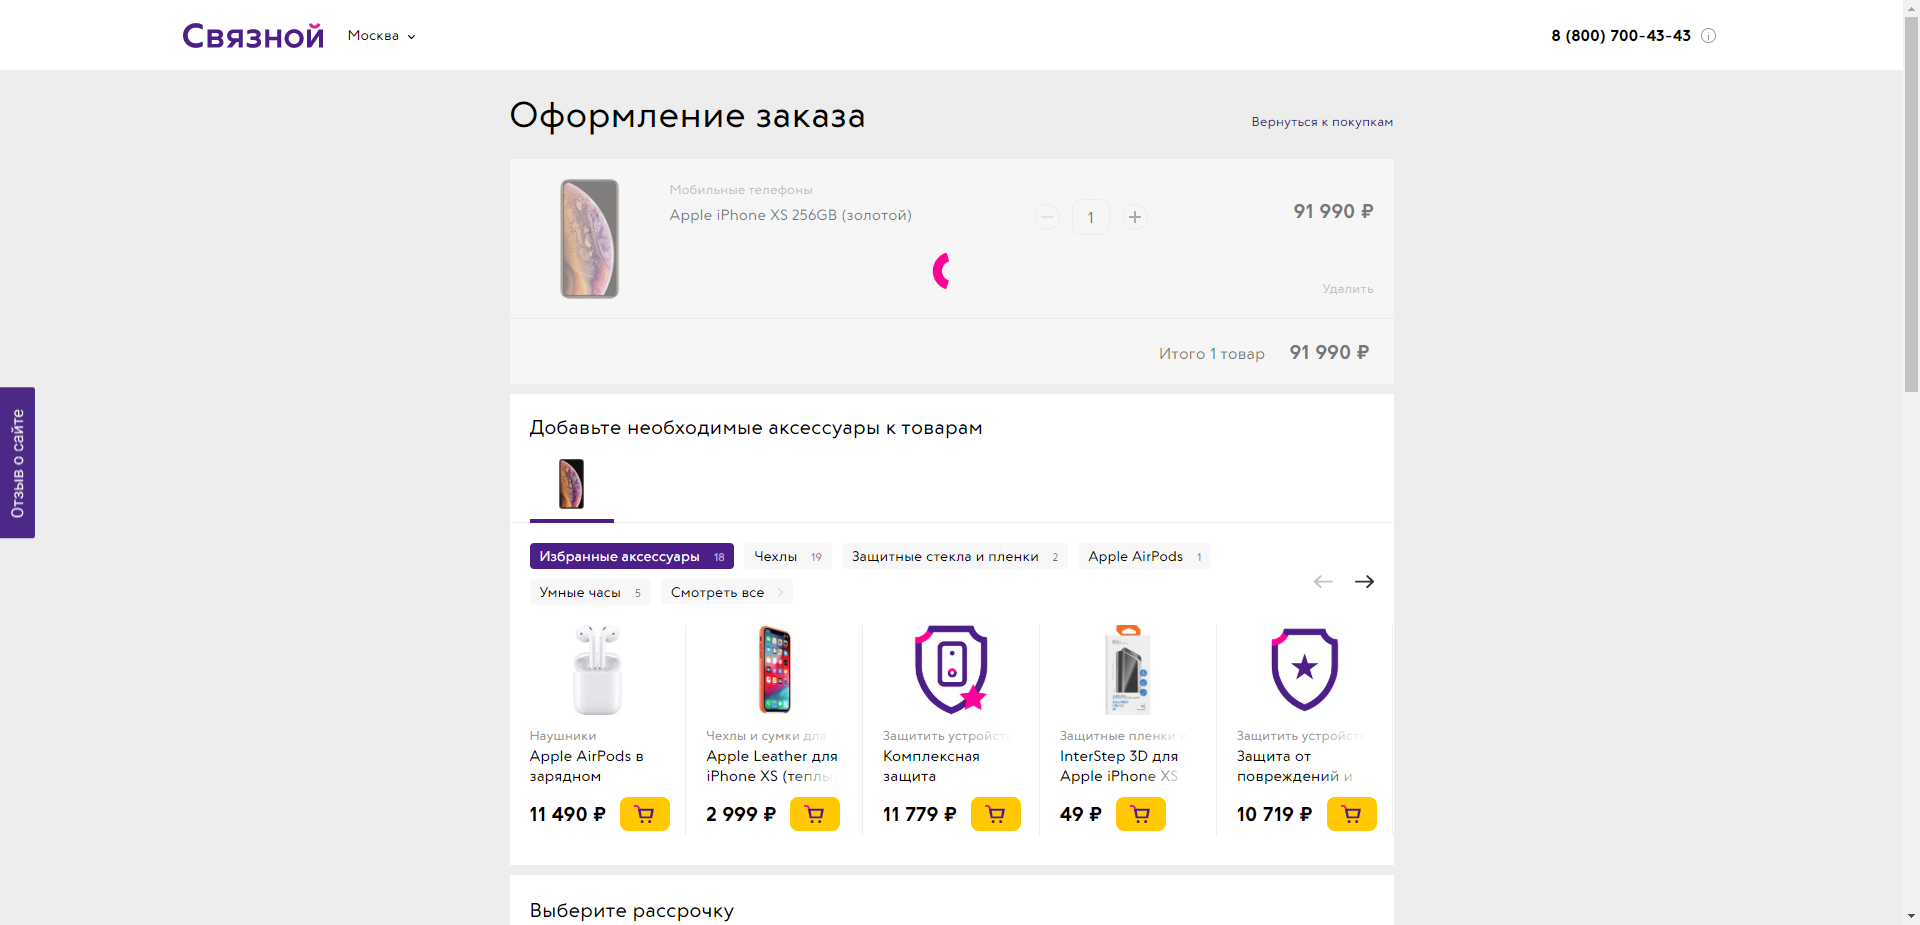 Связной
Москва
8 (800) 700-43-43
Оформление заказа
Вернуться к покупкам
Мобильные телефоны
Apple iPhone XS 256GB (золотой)
1
91 990 ₽
Удалить
Итого 1 товар 91 990 ₽
Отзыв о сайте
Добавьте необходимые аксессуары к товарам
Избранные аксессуары 18
Чехлы 19
Защитные стекла и пленки 2
Apple AirPods 1
Умные часы 5
Смотреть все
Наушники
Apple AirPods в
зарядном
11 490 ₽
Чехлы и сумки для
Apple Leather для
iPhone XS (теплы
2 999 ₽
Защитить устройст
Комплексная
защита
11 779 ₽
Защитные пленки и
InterStep 3D для
Apple iPhone XS
49 ₽
Защитить устройст
Защита от
повреждений и
10 719 ₽
Выберите рассрочку